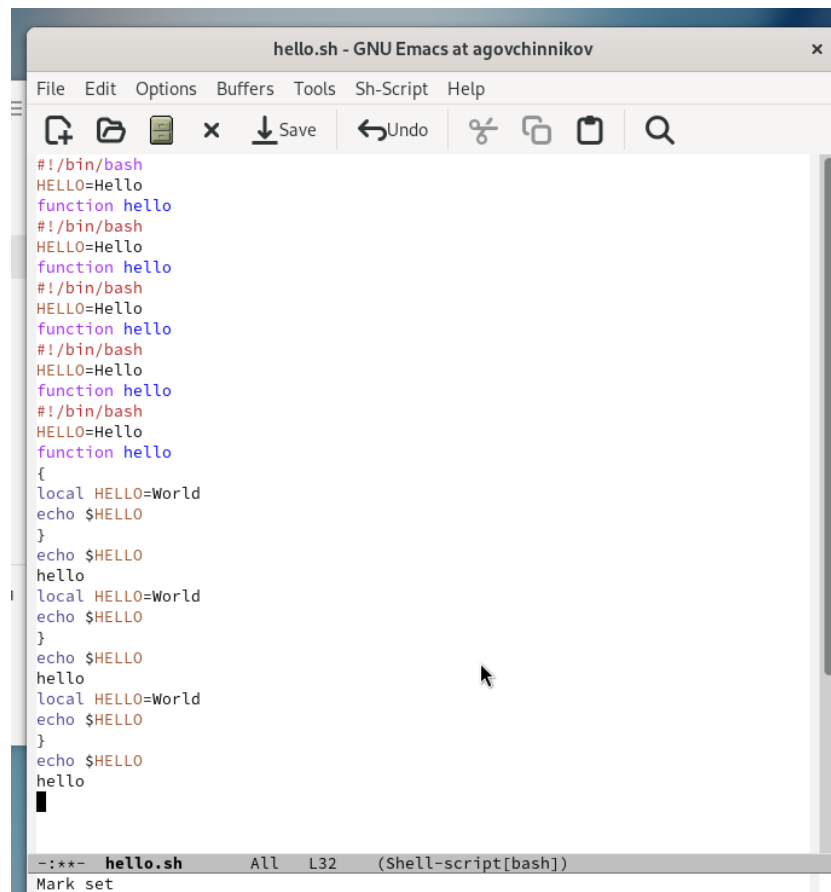 hello.sh - GNU Emacs at agovchinnikov
File Edit Options Buffers Tools Sh-Script Help
Save Undo
#!/bin/bash
HELLO=Hello
function hello
#!/bin/bash
HELLO=Hello
function hello
#!/bin/bash
HELLO=Hello
function hello
#!/bin/bash
HELLO=Hello
function hello
#!/bin/bash
HELLO=Hello
function hello
{
local HELLO=World
echo $HELLO
}
echo $HELLO
hello
local HELLO=World
echo $HELLO
}
echo $HELLO
hello
local HELLO=World
echo $HELLO
}
echo $HELLO
hello
-:**- hello.sh All L32 (Shell-script[bash])
Mark set